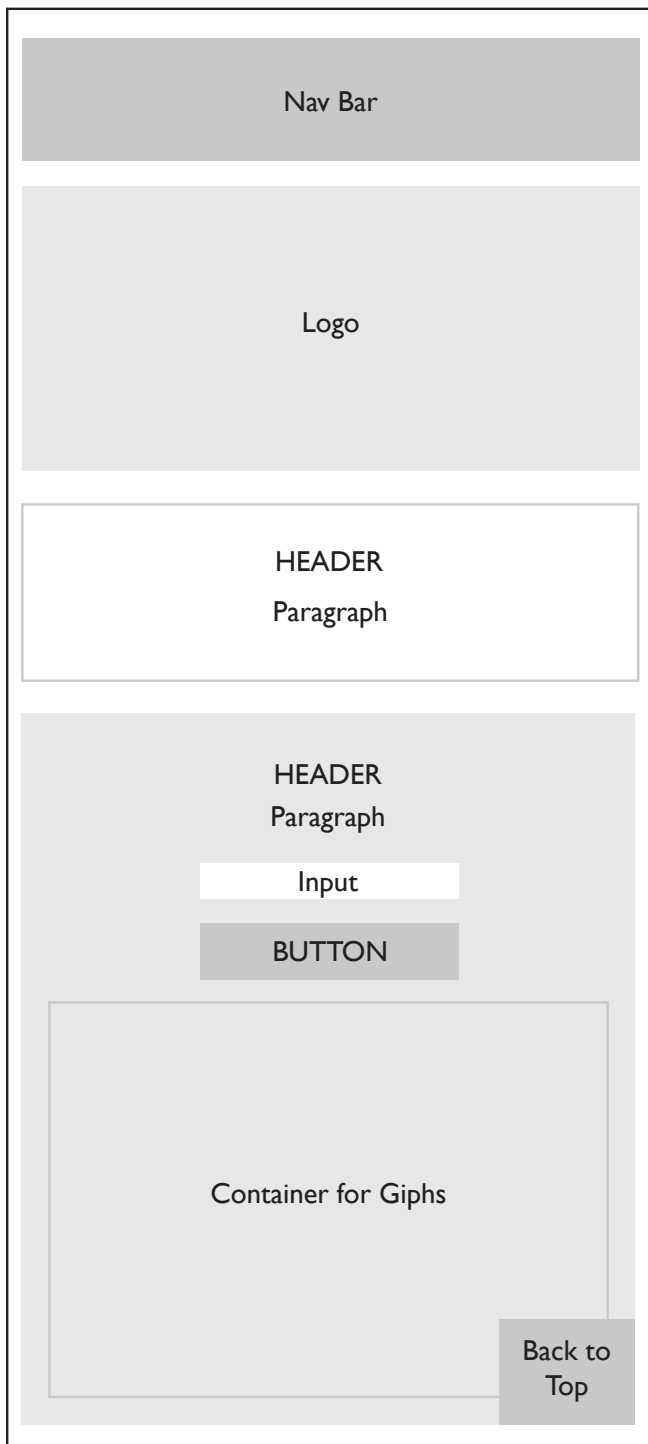 Nav Bar
Logo
HEADER
Paragraph
HEADER
Paragraph
Input
BUTTON
Container for Giphs
Back to
Top